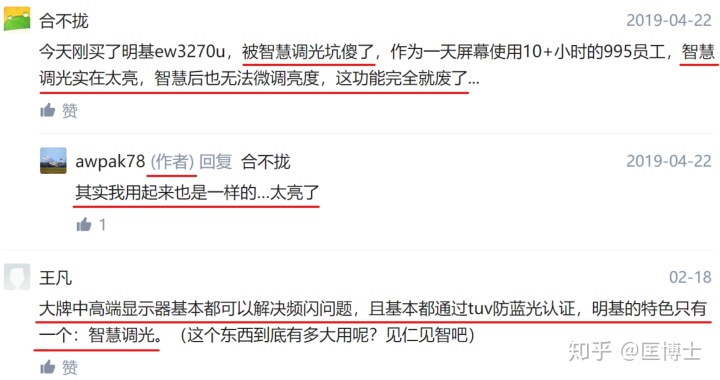 合不拢 2019-04-22
今天刚买了明基ew3270u，被智慧调光坑傻了，作为一天屏幕使用10+小时的995员工，智慧
调光实在太亮，智慧后也无法微调亮度，这功能完全就废了...
赞
awpak78 (作者) 回复 合不拢 2019-04-22
其实我用起来也是一样的...太亮了
1
王凡 02-18
大牌中高端显示器基本都可以解决频闪问题，且基本都通过tuv防蓝光认证，明基的特色只有
一个：智慧调光。（这个东西到底有多大用呢？见仁见智吧）
赞
知乎 @匡博士